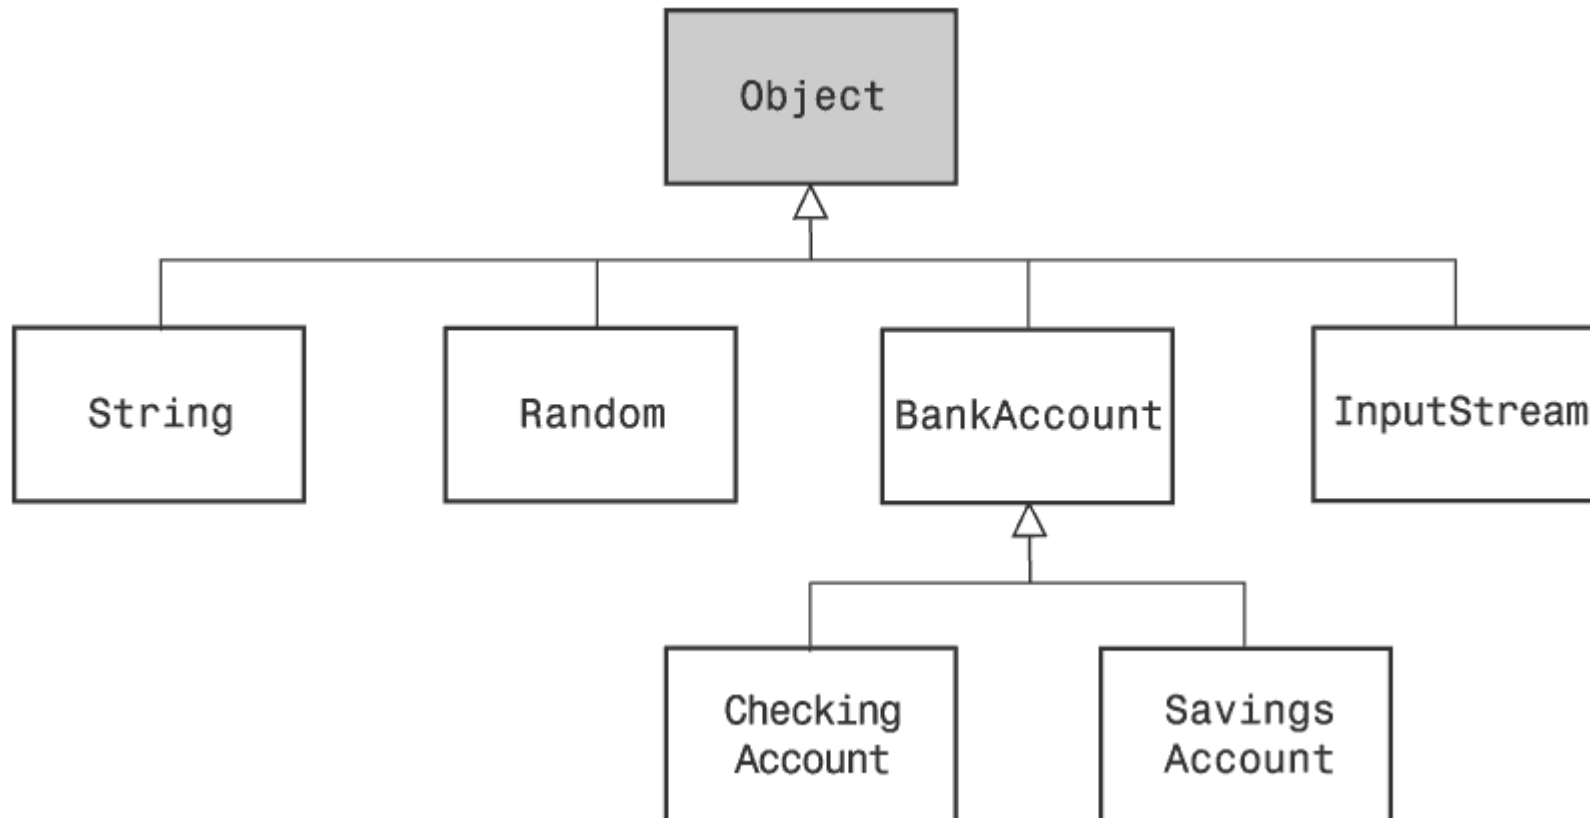 Object
String
Random
BankAccount
InputStream
Checking
Account
Savings
Account